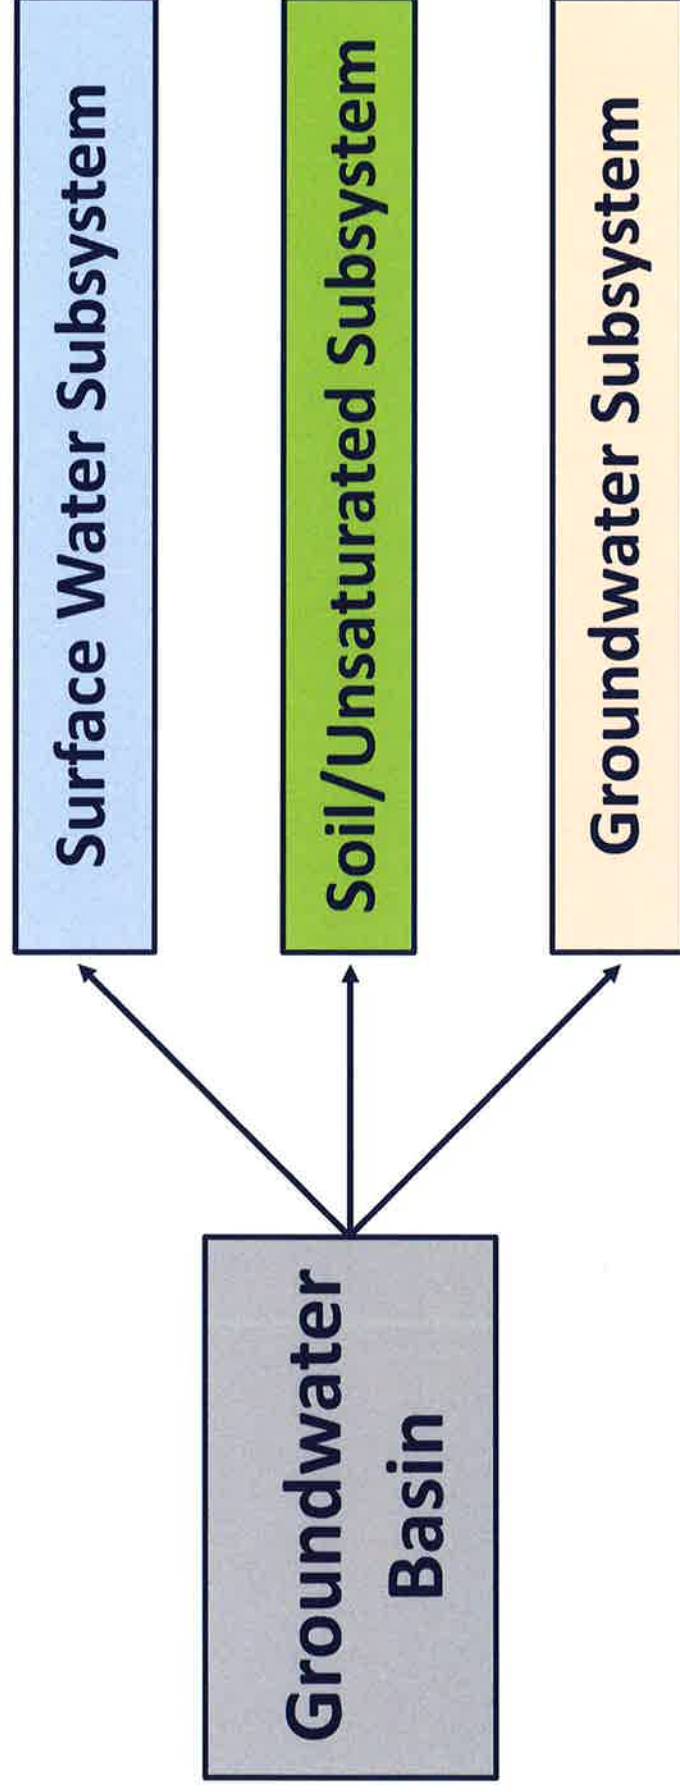 Groundwater
Basin
Surface Water Subsystem
Soil/Unsaturated Subsystem
Groundwater Subsystem